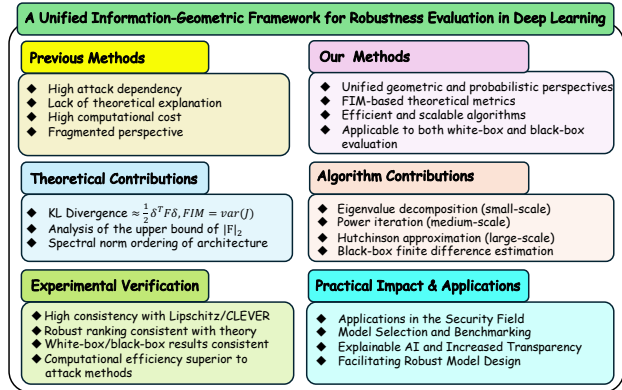 A Unified Information-Geometric Framework for Robustness Evaluation in Deep Learning
Previous Methods
◆ High attack dependency
◆ Lack of theoretical explanation
◆ High computational cost
◆ Fragmented perspective
Our Methods
◆ Unified geometric and probabilistic perspectives
◆ FIM-based theoretical metrics
◆ Efficient and scalable algorithms
◆ Applicable to both white-box and black-box
evaluation
Theoretical Contributions
◆ KL Divergence ≈ ½ δᵀFδ, FIM = var(J)
◆ Analysis of the upper bound of |F|₂
◆ Spectral norm ordering of architecture
Algorithm Contributions
◆ Eigenvalue decomposition (small-scale)
◆ Power iteration (medium-scale)
◆ Hutchinson approximation (large-scale)
◆ Black-box finite difference estimation
Experimental Verification
◆ High consistency with Lipschitz/CLEVER
◆ Robust ranking consistent with theory
◆ White-box/black-box results consistent
◆ Computational efficiency superior to
attack methods
Practical Impact & Applications
◆ Applications in the Security Field
◆ Model Selection and Benchmarking
◆ Explainable AI and Increased Transparency
◆ Facilitating Robust Model Design